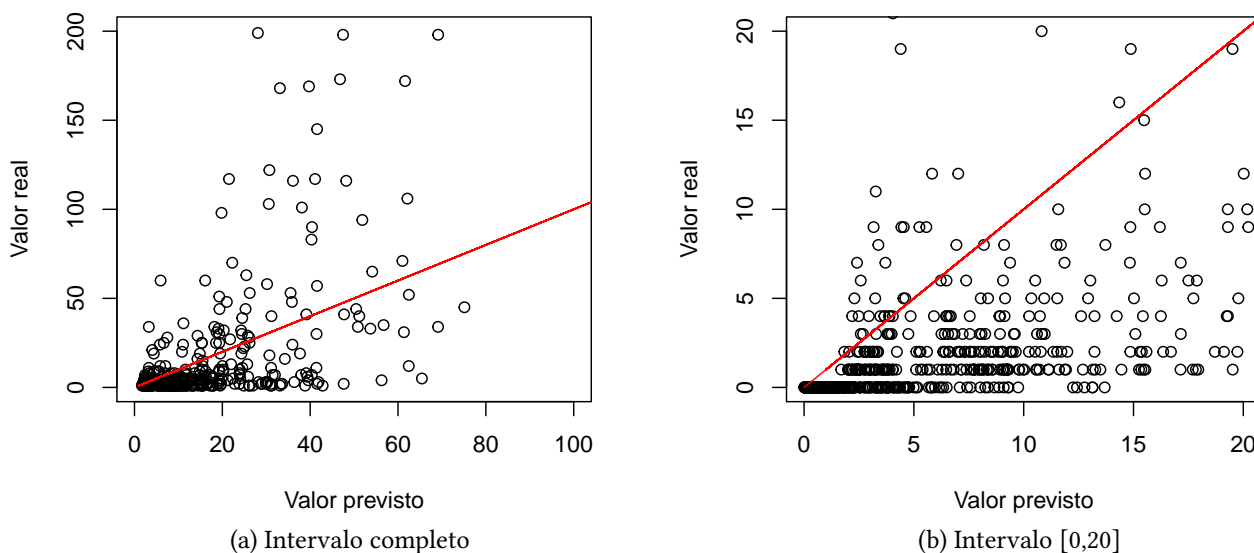 Valor real
200
150
100
50
0
0 20 40 60 80 100
Valor previsto
(a) Intervalo completo
Valor real
20
15
10
5
0
0 5 10 15 20
Valor previsto
(b) Intervalo [0,20]